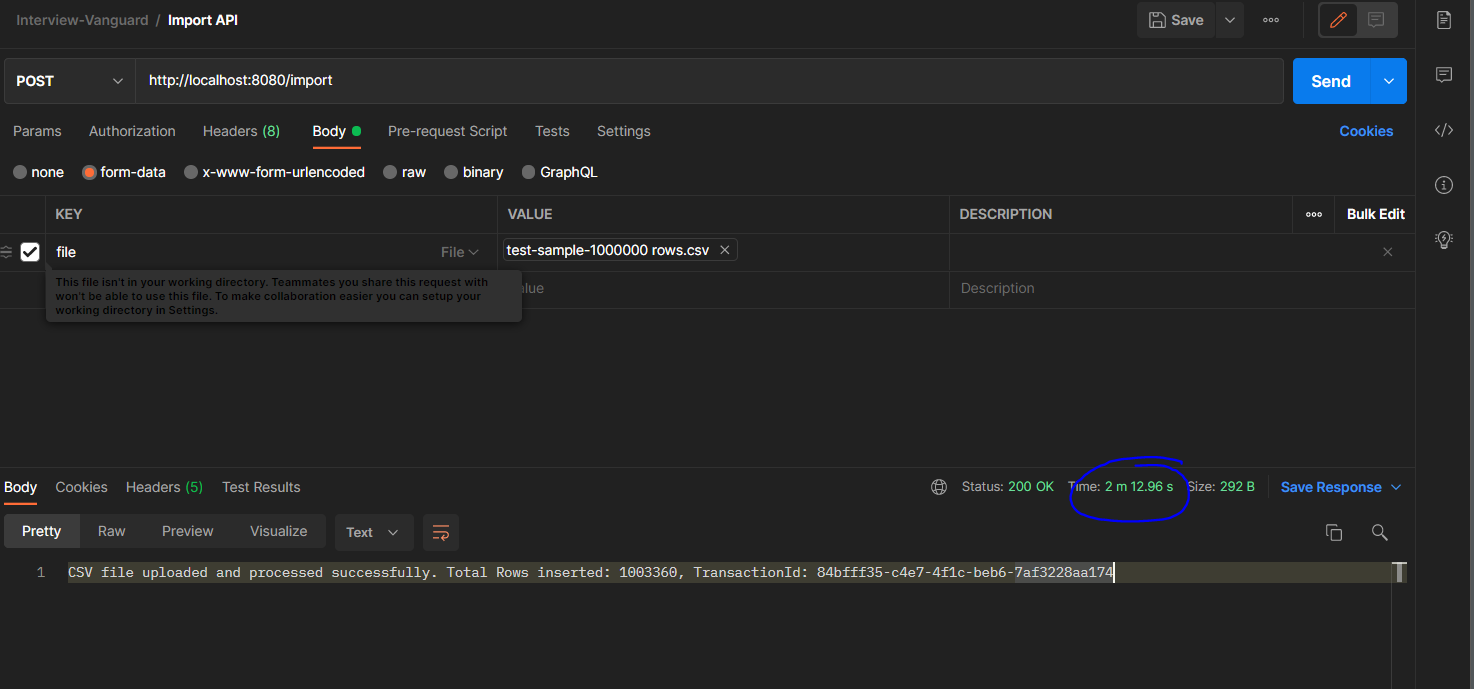 Interview-Vanguard / Import API
Save
POST
http://localhost:8080/import
Send
Params Authorization Headers (8) Body Pre-request Script Tests Settings Cookies
none form-data x-www-form-urlencoded raw binary GraphQL
KEY VALUE DESCRIPTION Bulk Edit
file File test-sample-1000000 rows.csv
This file isn't in your working directory. Teammates you share this request with
won't be able to use this file. To make collaboration easier you can setup your
working directory in Settings.
Description
Body Cookies Headers (5) Test Results Status: 200 OK Time: 2 m 12.96 s Size: 292 B Save Response
Pretty Raw Preview Visualize Text
1 CSV file uploaded and processed successfully. Total Rows inserted: 1003360, TransactionId: 84bfff35-c4e7-4f1c-beb6-7af3228aa174